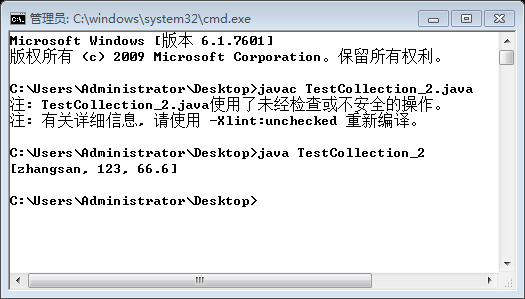 管理员: C:\windows\system32\cmd.exe
Microsoft Windows [版本 6.1.7601]
版权所有 (c) 2009 Microsoft Corporation。保留所有权利。
C:\Users\Administrator\Desktop>javac TestCollection_2.java
注: TestCollection_2.java使用了未经检查或不安全的操作。
注: 有关详细信息, 请使用 -Xlint:unchecked 重新编译。
C:\Users\Administrator\Desktop>java TestCollection_2
[zhangsan, 123, 66.6]
C:\Users\Administrator\Desktop>